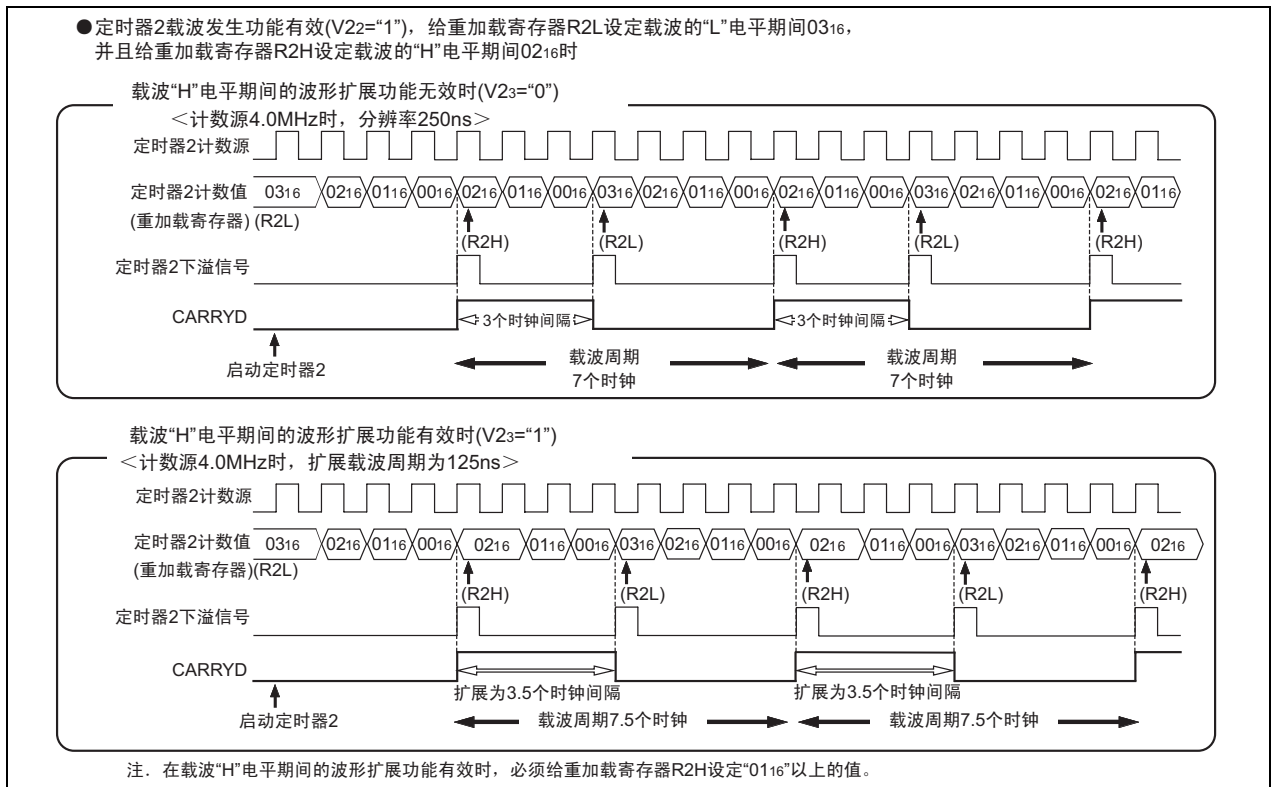 ●定时器2载波发生功能有效(V22=“1”)，给重加载寄存器R2L设定载波的“L”电平期间0316，
并且给重加载寄存器R2H设定载波的“H”电平期间0216时
载波“H”电平期间的波形扩展功能无效时(V23=“0”)
＜计数源4.0MHz时，分辨率250ns＞
定时器2计数源
定时器2计数值 0316 0216 0116 0016 0216 0116 0016 0316 0216 0116 0016 0216 0116 0016 0316 0216 0116 0016 0216 0116
(重加载寄存器) (R2L)
(R2H) (R2L) (R2H) (R2L) (R2H)
定时器2下溢信号
CARRYD 3个时钟间隔 3个时钟间隔
启动定时器2
载波周期 载波周期
7个时钟 7个时钟
载波“H”电平期间的波形扩展功能有效时(V23=“1”)
＜计数源4.0MHz时，扩展载波周期为125ns＞
定时器2计数源
定时器2计数值 0316 0216 0116 0016 0216 0116 0016 0316 0216 0116 0016 0216 0116 0016 0316 0216 0116 0016 0216
(重加载寄存器)(R2L)
(R2H) (R2L) (R2H) (R2L) (R2H)
定时器2下溢信号
CARRYD
扩展为3.5个时钟间隔 扩展为3.5个时钟间隔
启动定时器2 载波周期7.5个时钟 载波周期7.5个时钟
注．在载波“H”电平期间的波形扩展功能有效时，必须给重加载寄存器R2H设定“0116”以上的值。